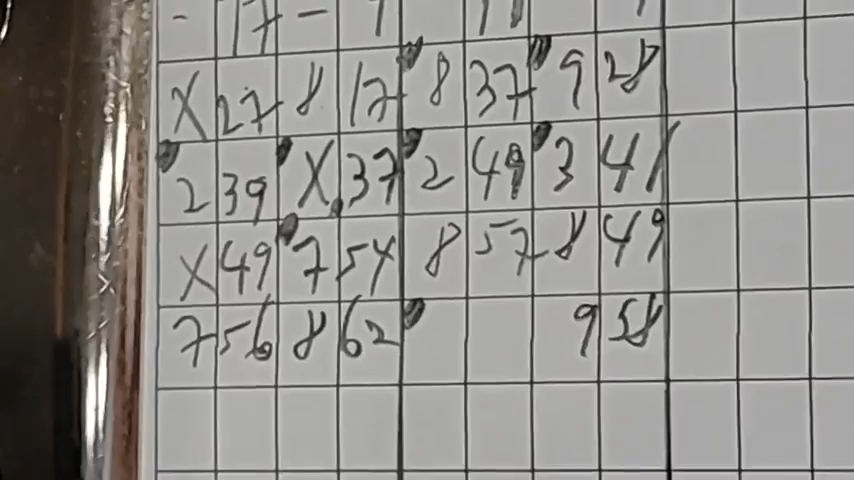 - 17 -
X 27 8 17 8 37 9 28
2 39 X 37 2 49 3 41
X 49 7 54 8 57 8 49
7 56 8 62 9 58